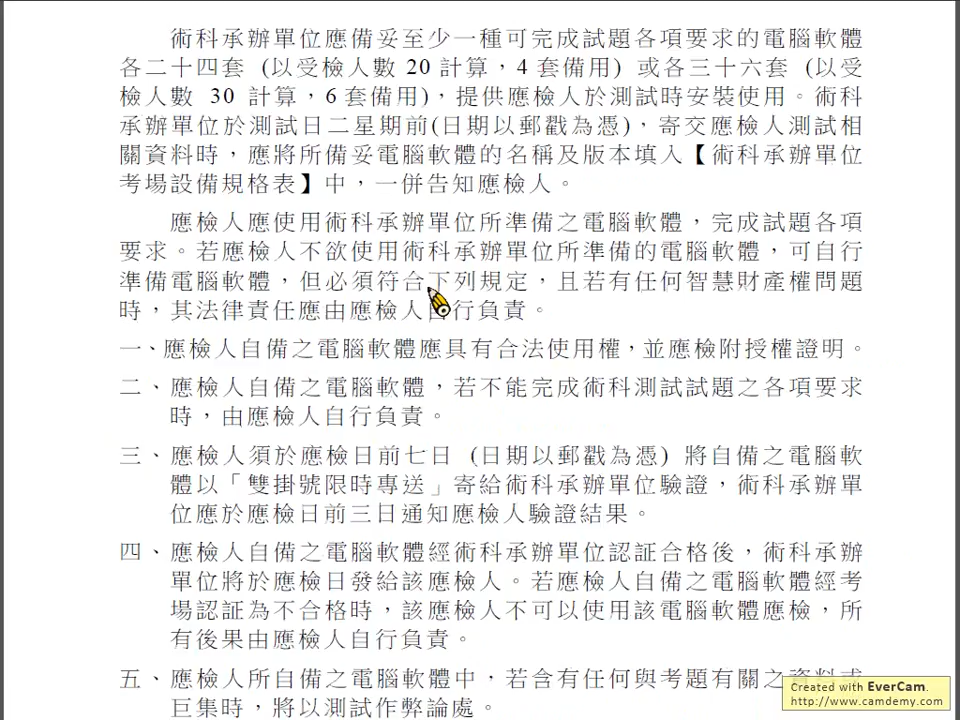 術科承辦單位應備妥至少一種可完成試題各項要求的電腦軟體
各二十四套 (以受檢人數 20 計算，4 套備用) 或各三十六套 (以受
檢人數 30 計算，6 套備用)，提供應檢人於測試時安裝使用。術科
承辦單位於測試日二星期前(日期以郵戳為憑)，寄交應檢人測試相
關資料時，應將所備妥電腦軟體的名稱及版本填入【術科承辦單位
考場設備規格表】中，一併告知應檢人。
應檢人應使用術科承辦單位所準備之電腦軟體，完成試題各項
要求。若應檢人不欲使用術科承辦單位所準備的電腦軟體，可自行
準備電腦軟體，但必須符合下列規定，且若有任何智慧財產權問題
時，其法律責任應由應檢人自行負責。
一、應檢人自備之電腦軟體應具有合法使用權，並應檢附授權證明。
二、應檢人自備之電腦軟體，若不能完成術科測試試題之各項要求
時，由應檢人自行負責。
三、應檢人須於應檢日前七日 (日期以郵戳為憑) 將自備之電腦軟
體以「雙掛號限時專送」寄給術科承辦單位驗證，術科承辦單
位應於應檢日前三日通知應檢人驗證結果。
四、應檢人自備之電腦軟體經術科承辦單位認証合格後，術科承辦
單位將於應檢日發給該應檢人。若應檢人自備之電腦軟體經考
場認証為不合格時，該應檢人不可以使用該電腦軟體應檢，所
有後果由應檢人自行負責。
五、應檢人所自備之電腦軟體中，若含有任何與考題有關之資料或
巨集時，將以測試作弊論處。
Created with EverCam.
http://www.camdemy.com